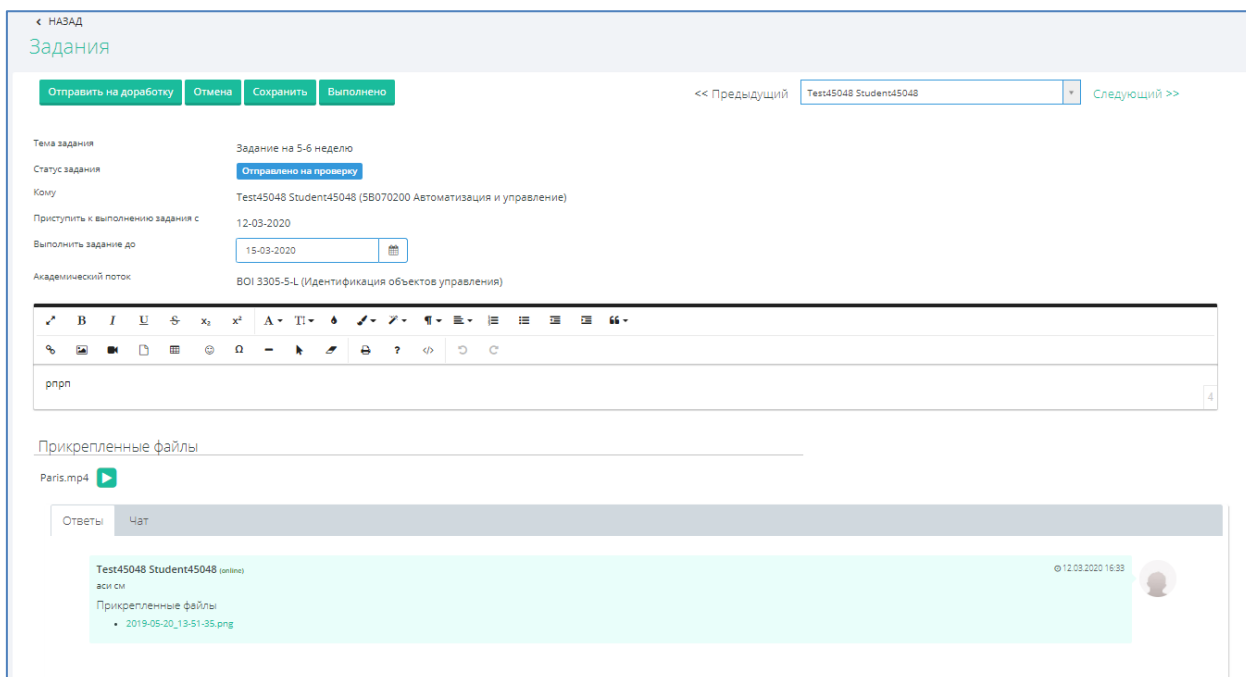 НАЗАД
Задания
Отправить на доработку Отмена Сохранить Выполнено << Предыдущий Test45048 Student45048 Следующий >>
Тема задания Задание на 5-6 неделю
Статус задания Отправлено на проверку
Кому Test45048 Student45048 (5B070200 Автоматизация и управление)
Приступить к выполнению задания с 12-03-2020
Выполнить задание до 15-03-2020
Академический поток BOI 3305-5-L (Идентификация объектов управления)
рпрп
4
Прикрепленные файлы
Paris.mp4
Ответы Чат
Test45048 Student45048 (online) 12.03.2020 16:33
аси см
Прикрепленные файлы
• 2019-05-20_13-51-35.png